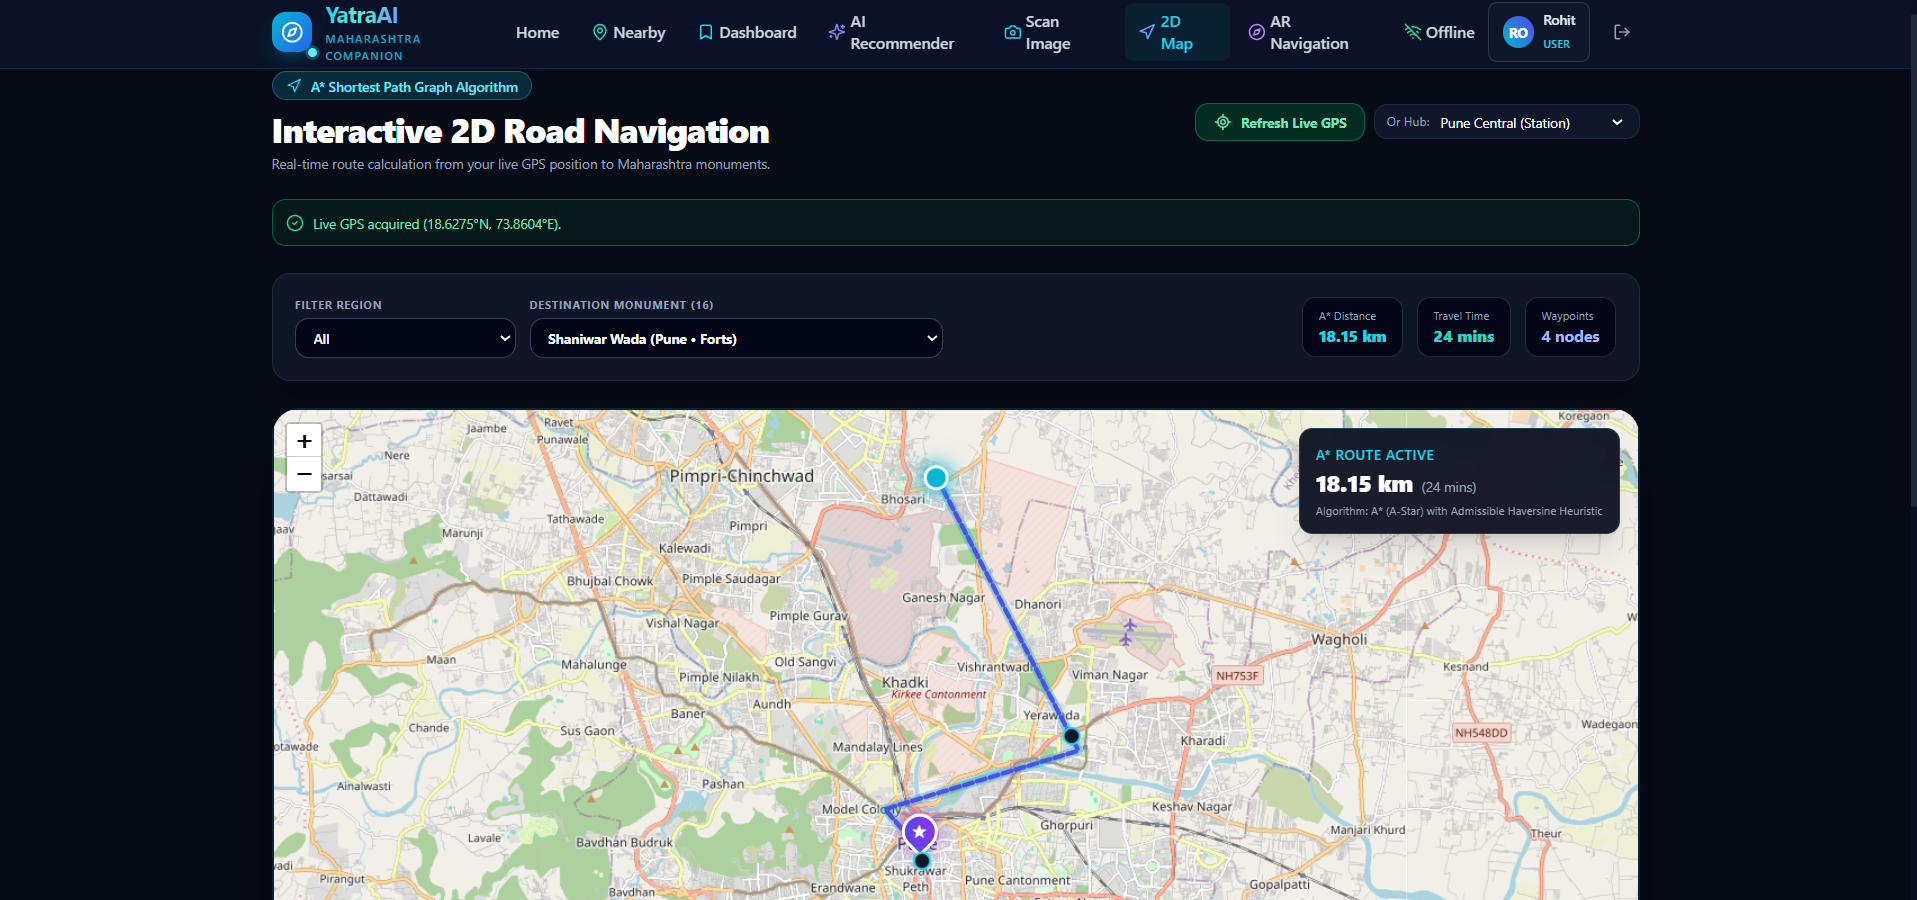 YatraAI
MAHARASHTRA
COMPANION
Home
Nearby
Dashboard
AI
Recommender
Scan
Image
2D
Map
AR
Navigation
Offline
RO
Rohit
USER
A* Shortest Path Graph Algorithm
Interactive 2D Road Navigation
Real-time route calculation from your live GPS position to Maharashtra monuments.
Refresh Live GPS
Or Hub: Pune Central (Station)
Live GPS acquired (18.6275°N, 73.8604°E).
FILTER REGION
All
DESTINATION MONUMENT (16)
Shaniwar Wada (Pune • Forts)
A* Distance
18.15 km
Travel Time
24 mins
Waypoints
4 nodes
+
−
A* ROUTE ACTIVE
18.15 km (24 mins)
Algorithm: A* (A-Star) with Admissible Haversine Heuristic
Koregaon
Jaambe
Ravet
Punawale
Nere
sarsai
Dattawadi
Pimpri-Chinchwad
Bhosari
Marunji
Tathawade
Pimpri
Kalewadi
Bhujbal Chowk
Pimple Saudagar
Ganesh Nagar
Dhanori
Pimple Gurav
Vishal Nagar
Wagholi
Maan
Mahalunge
Old Sangvi
Vishrantwadi
Kesnand
Pimple Nilakh
Khadki
Kirkee Cantonment
Viman Nagar
NH753F
Aundh
Baner
Yerawada
Chande
Sus Gaon
Wadegaon
NH548DD
Kharadi
otawade
Mandalay Lines
Ainalwasti
Pashan
Model Colony
Keshav Nagar
Lavale
Bavdhan Budruk
Ghorpuri
Manjari Khurd
Theur
vadi
Pirangut
Shukrawar
Peth
Erandwane
Pune Cantonment
Gopalpatti
Bavdhan